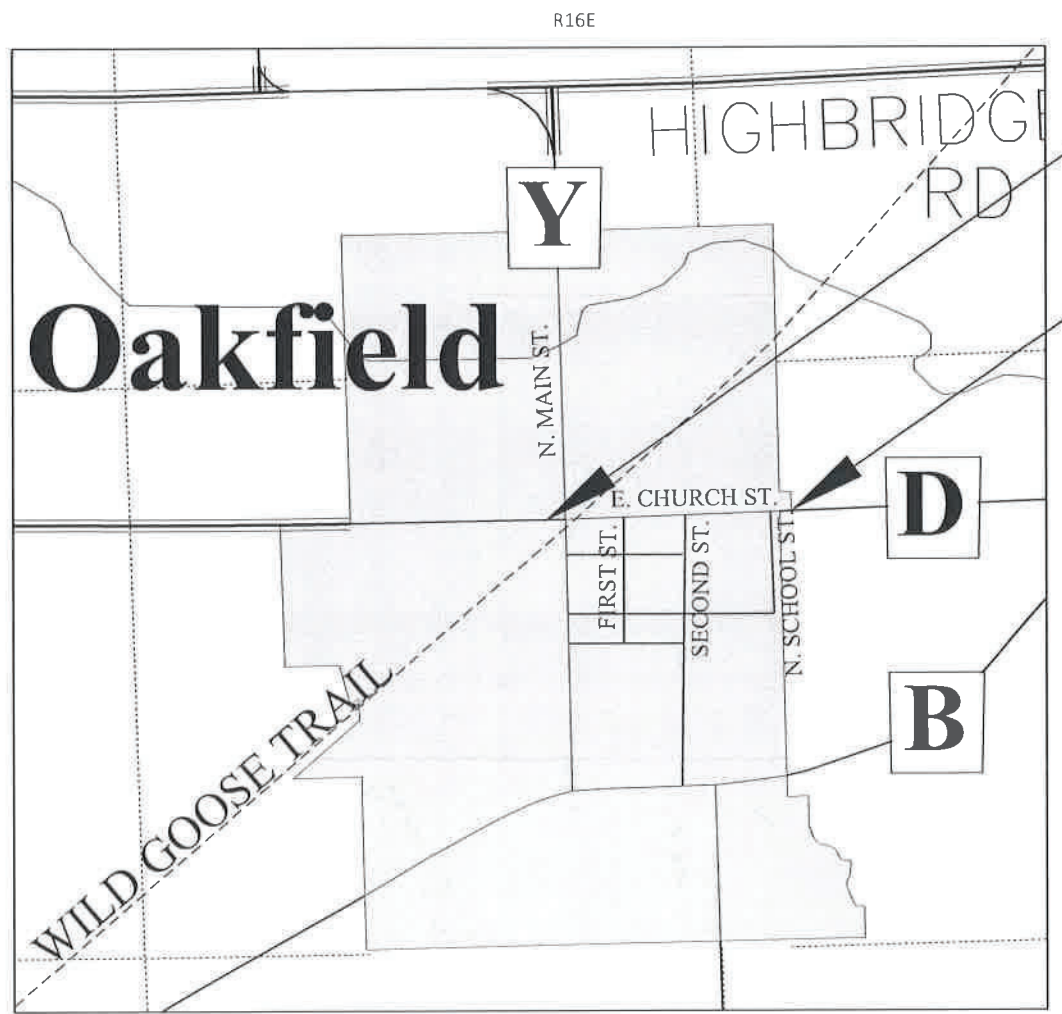 R16E
HIGHBRIDGE
RD
Y
Oakfield
N. MAIN ST.
E. CHURCH ST.
D
FIRST ST.
SECOND ST.
N. SCHOOL ST.
B
WILD GOOSE TRAIL